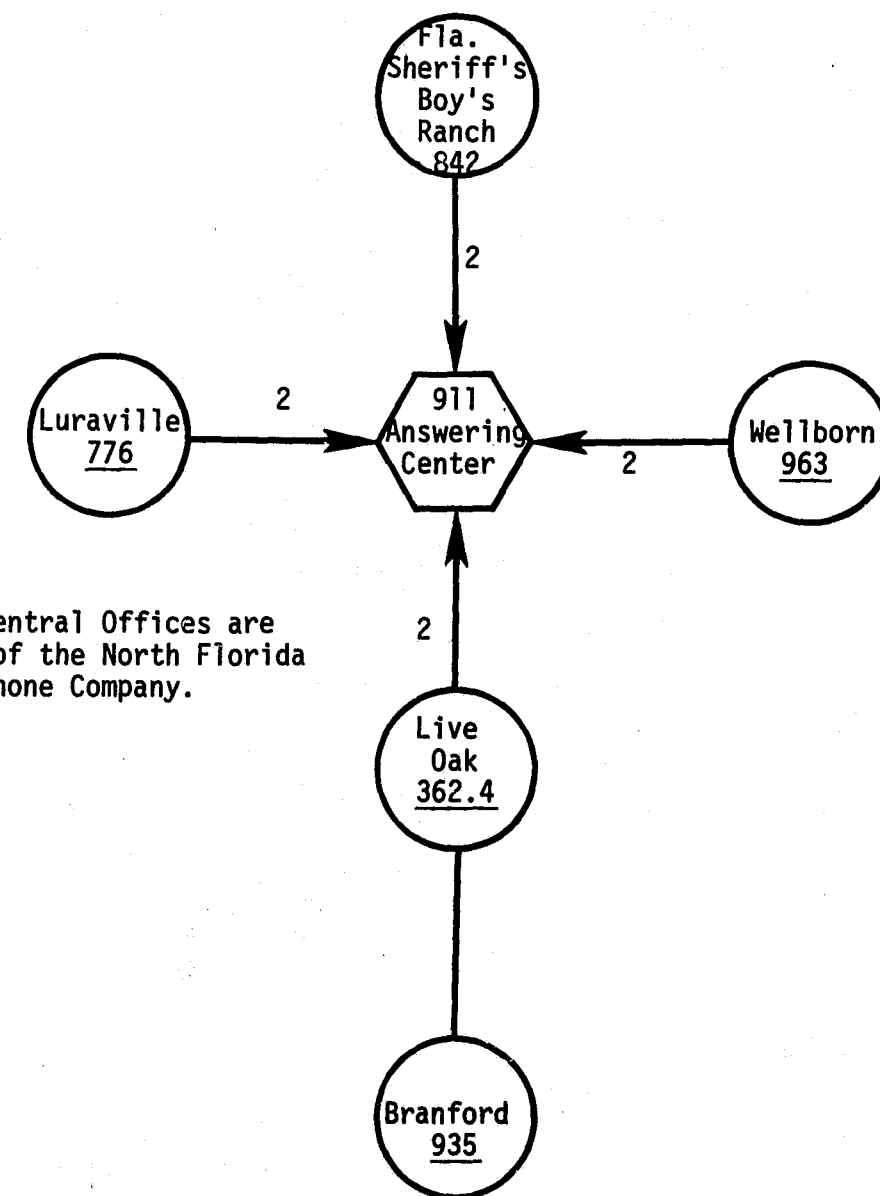 Fla.
Sheriff's
Boy's
Ranch
842
2
Luraville
776
2
911
Answering
Center
Wellborn
963
2
entral Offices are
of the North Florida
hone Company.
2
Live
Oak
362.4
Branford
935